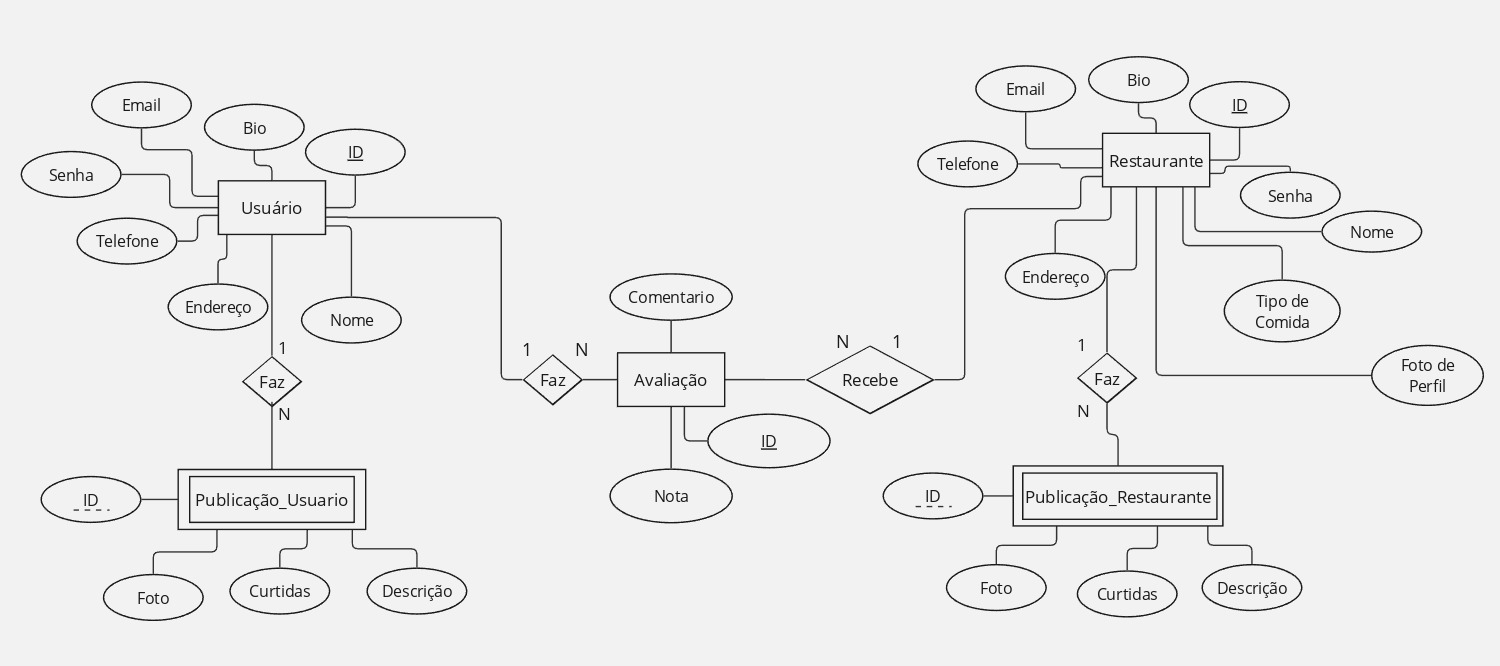 Email
Bio
ID
Senha
Usuário
Telefone
Endereço
Nome
1
Faz
N
Publicação_Usuario
ID
Foto
Curtidas
Descrição
1
N
Faz
Comentario
Avaliação
ID
Nota
N
1
Recebe
Email
Bio
ID
Telefone
Restaurante
Senha
Nome
Endereço
Tipo de
Comida
Foto de
Perfil
1
Faz
N
ID
Publicação_Restaurante
Foto
Curtidas
Descrição